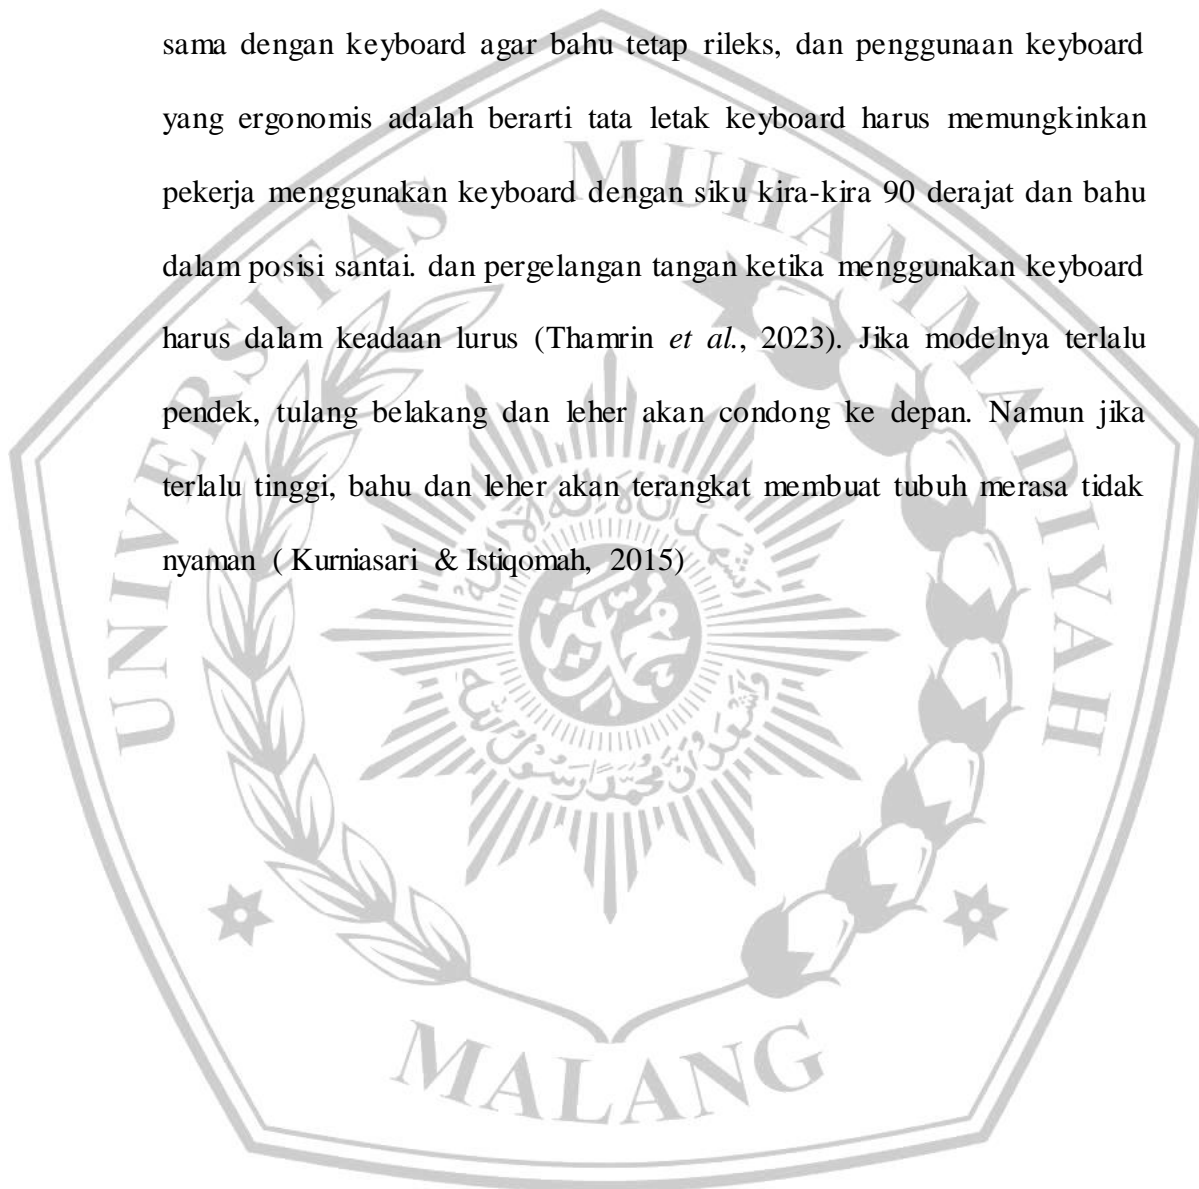 sama dengan keyboard agar bahu tetap rileks, dan penggunaan keyboard
yang ergonomis adalah berarti tata letak keyboard harus memungkinkan
pekerja menggunakan keyboard dengan siku kira-kira 90 derajat dan bahu
dalam posisi santai. dan pergelangan tangan ketika menggunakan keyboard
harus dalam keadaan lurus (Thamrin et al., 2023). Jika modelnya terlalu
pendek, tulang belakang dan leher akan condong ke depan. Namun jika
terlalu tinggi, bahu dan leher akan terangkat membuat tubuh merasa tidak
nyaman ( Kurniasari & Istiqomah, 2015)
UNIVERSITAS MUHAMMADIYAH
MALANG